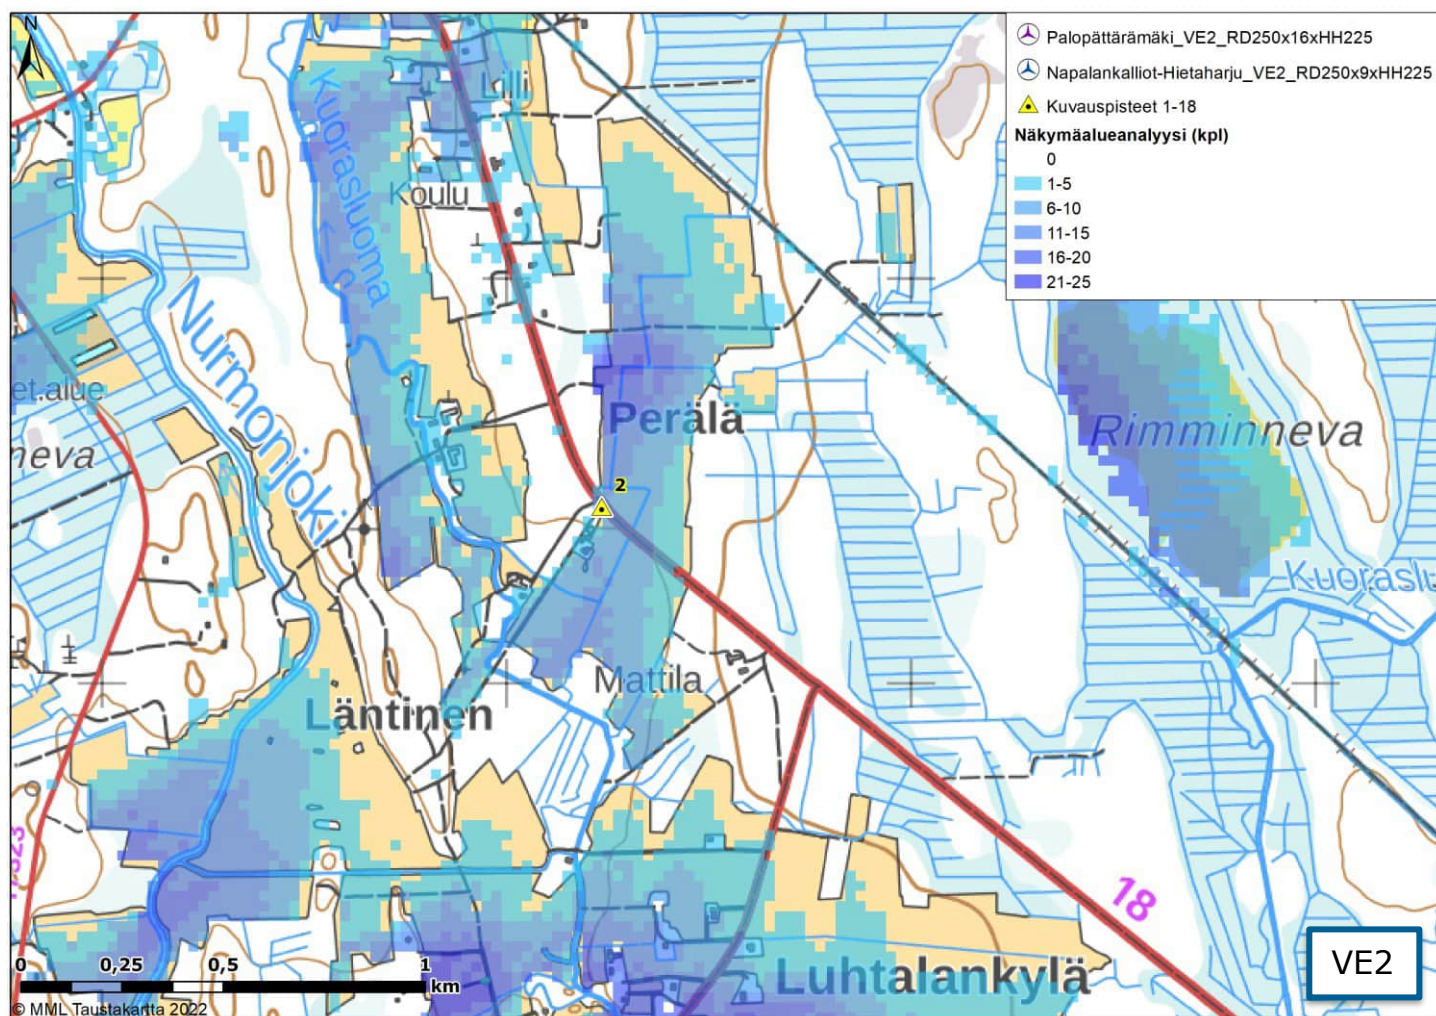 N
Palopättärämäki_VE2_RD250x16xHH225
Napalankalliot-Hietaharju_VE2_RD250x9xHH225
Kuvauspisteet 1-18
Näkymäalueanalyysi (kpl)
0
1-5
6-10
11-15
16-20
21-25
Lilli
Kuorasluoma
Koulu
Nurmonjoki
et.alue
neva
Perälä
Rimminneva
2
Kuoraslu
Mattila
Läntinen
18
Luhtalankylä
VE2
0 0,25 0,5 1
km
© MML Taustakartta 2022